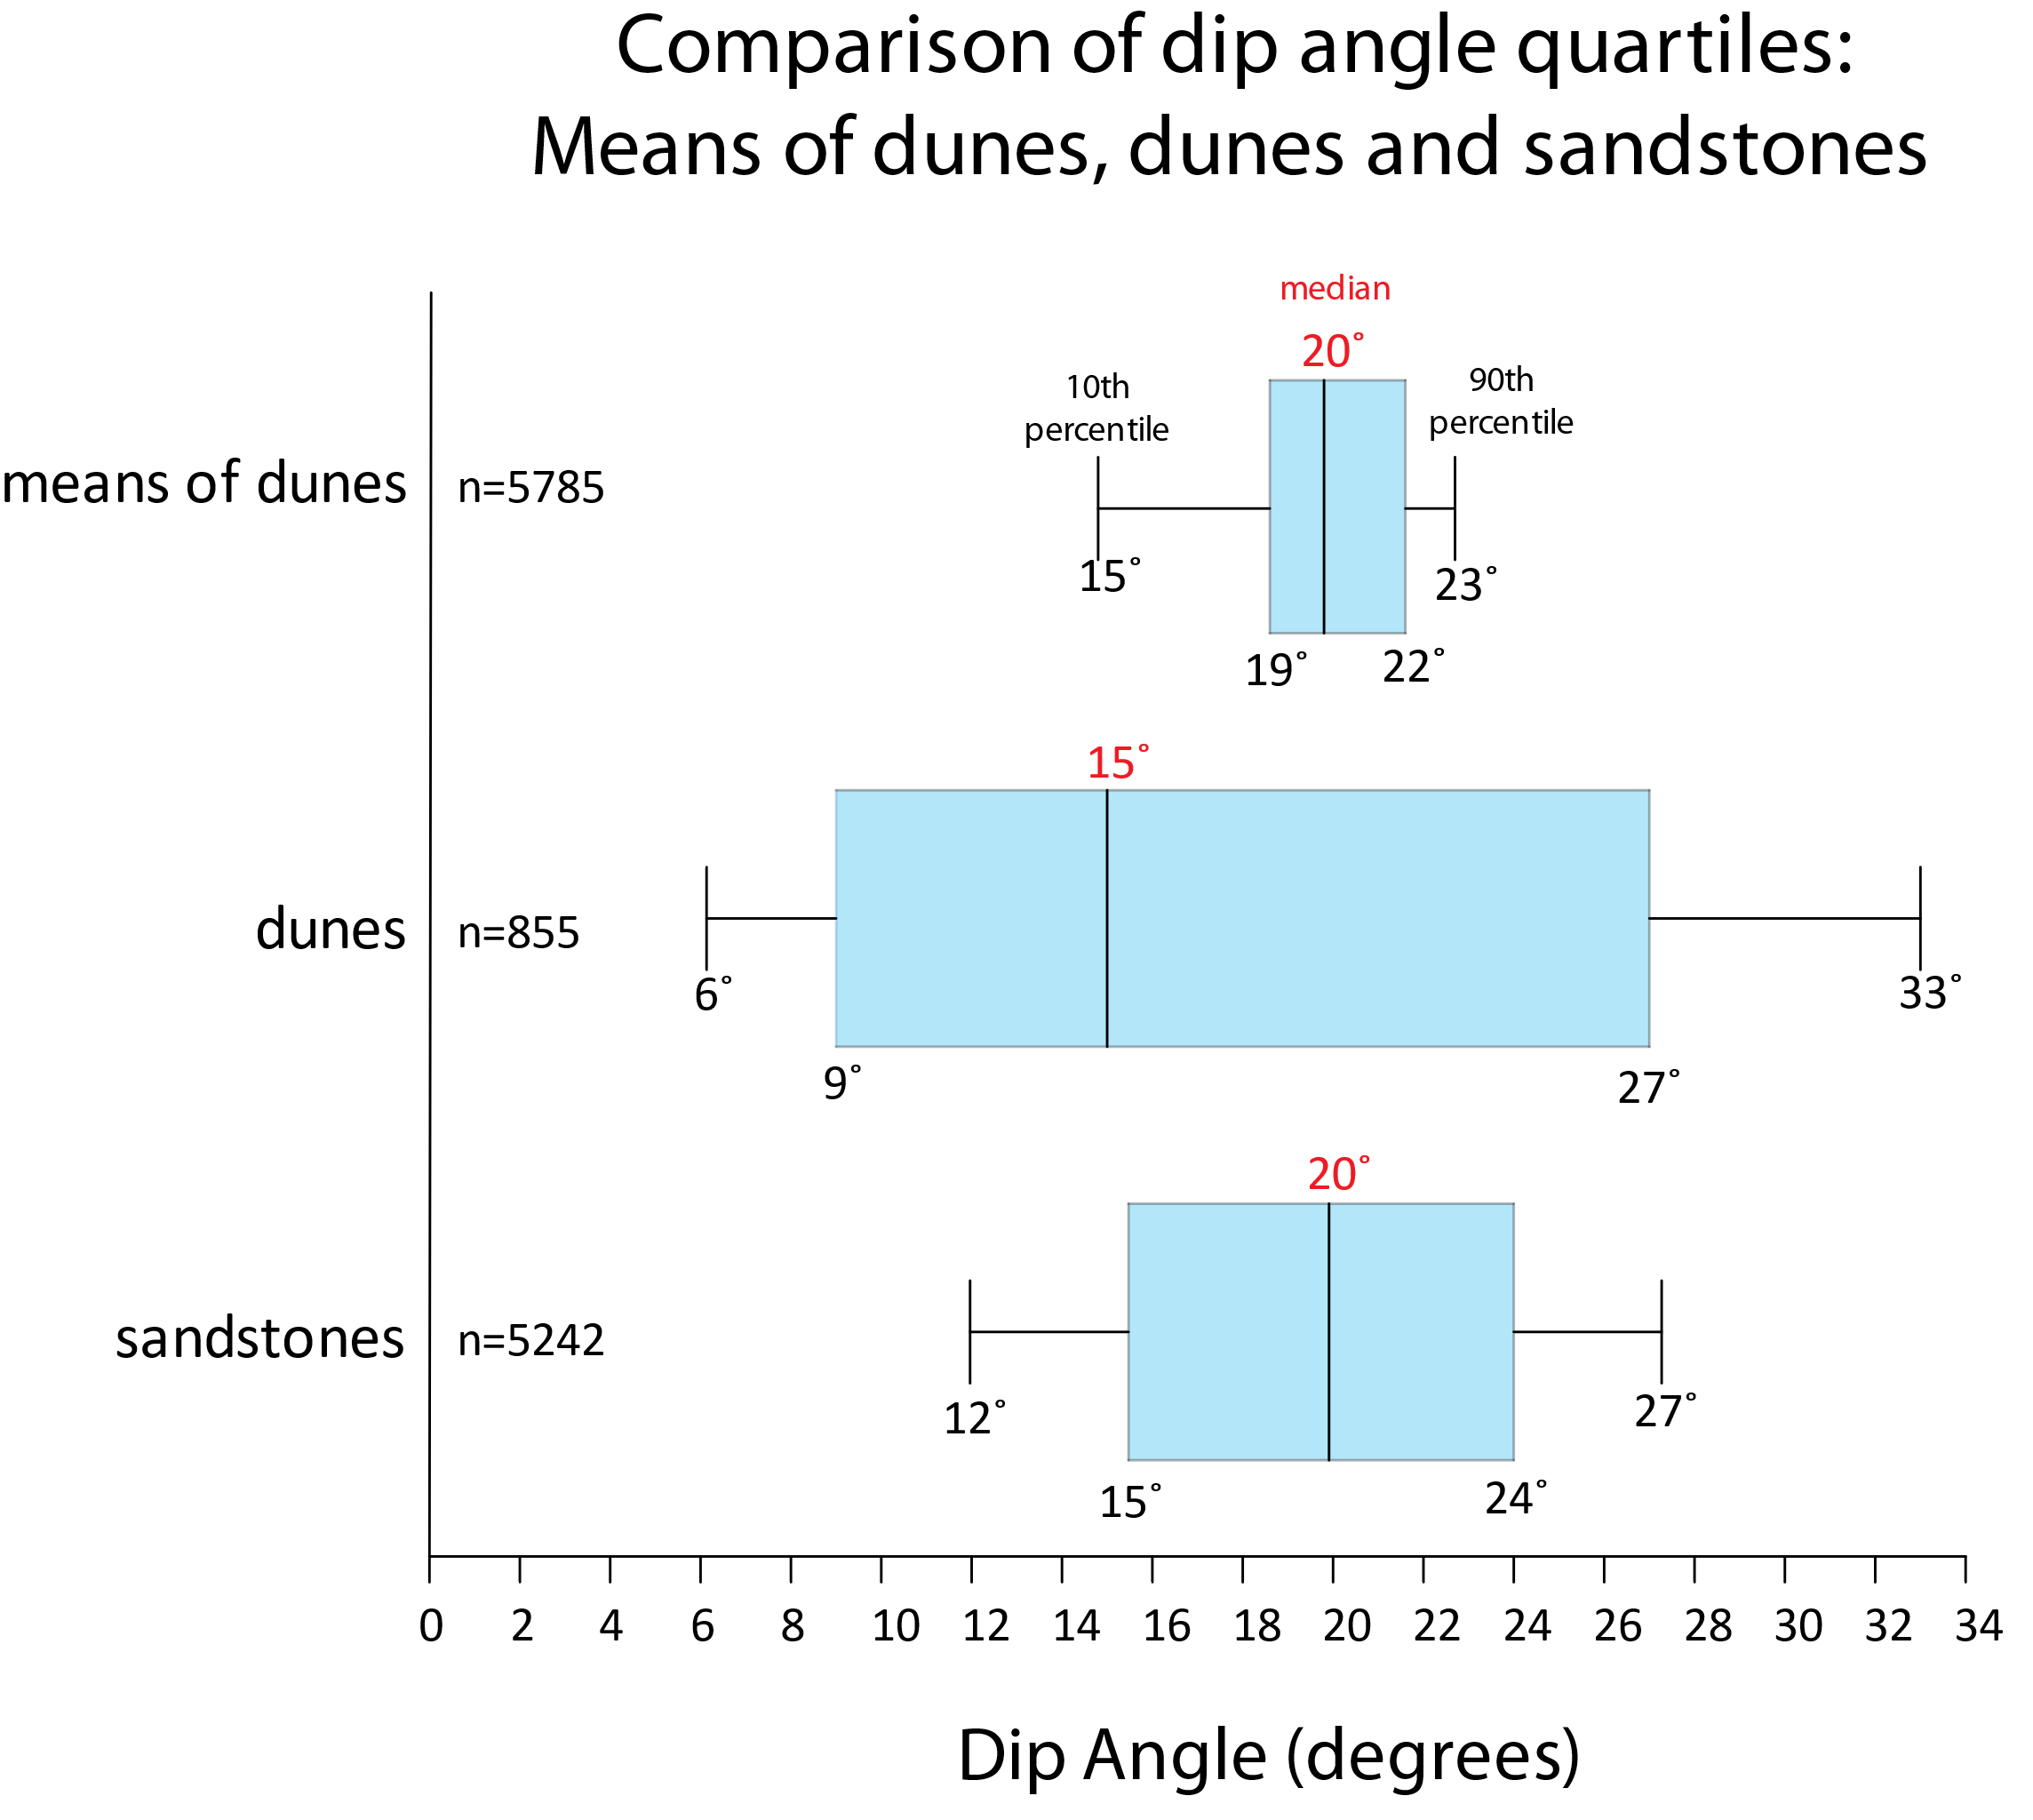 Comparison of dip angle quartiles:
Means of dunes, dunes and sandstones
median
20°
10th
percentile
90th
percentile
means of dunes
n=5785
15°
23°
19°
22°
15°
dunes
n=855
6°
33°
9°
27°
20°
sandstones
n=5242
12°
27°
15°
24°
0 2 4 6 8 10 12 14 16 18 20 22 24 26 28 30 32 34
Dip Angle (degrees)